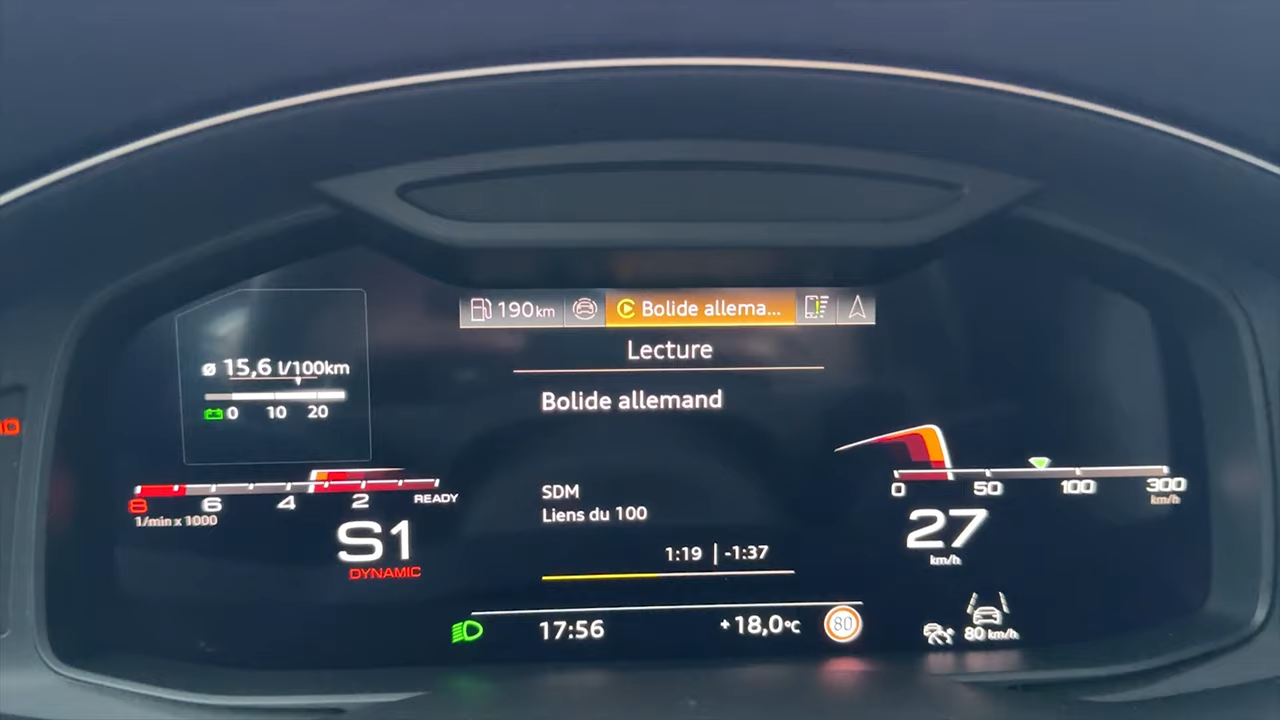 190 km
Bolide allema...
Lecture
Bolide allemand
ø 15,6 l/100km
0 10 20
8 6 4 2 READY
1/min x 1000
S1
DYNAMIC
SDM
Liens du 100
1:19 | -1:37
0 50 100 300
km/h
27
km/h
17:56
+18,0°C
80
80 km/h